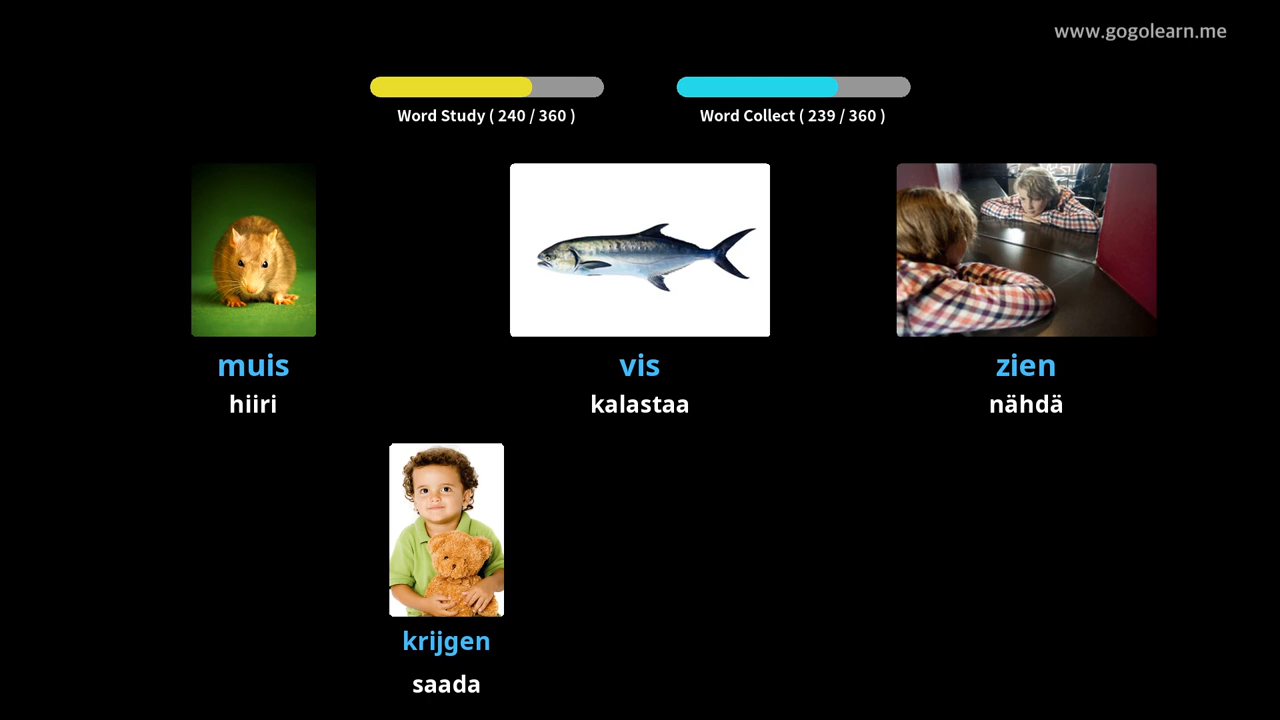 www.gogolearn.me
Word Study ( 240 / 360 )
Word Collect ( 239 / 360 )
muis
hiiri
vis
kalastaa
zien
nähdä
krijgen
saada